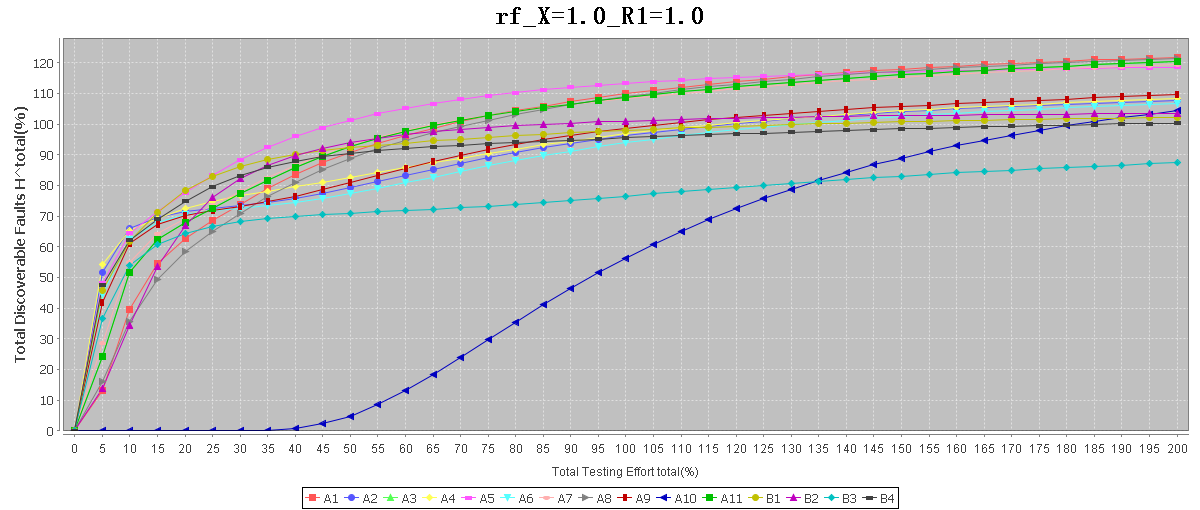 rf_X=1.0_R1=1.0
Total Discoverable Faults H^total(%)
120
110
100
90
80
70
60
50
40
30
20
10
0
0 5 10 15 20 25 30 35 40 45 50 55 60 65 70 75 80 85 90 95 100 105 110 115 120 125 130 135 140 145 150 155 160 165 170 175 180 185 190 195 200
Total Testing Effort total(%)
A1 A2 A3 A4 A5 A6 A7 A8 A9 A10 A11 B1 B2 B3 B4